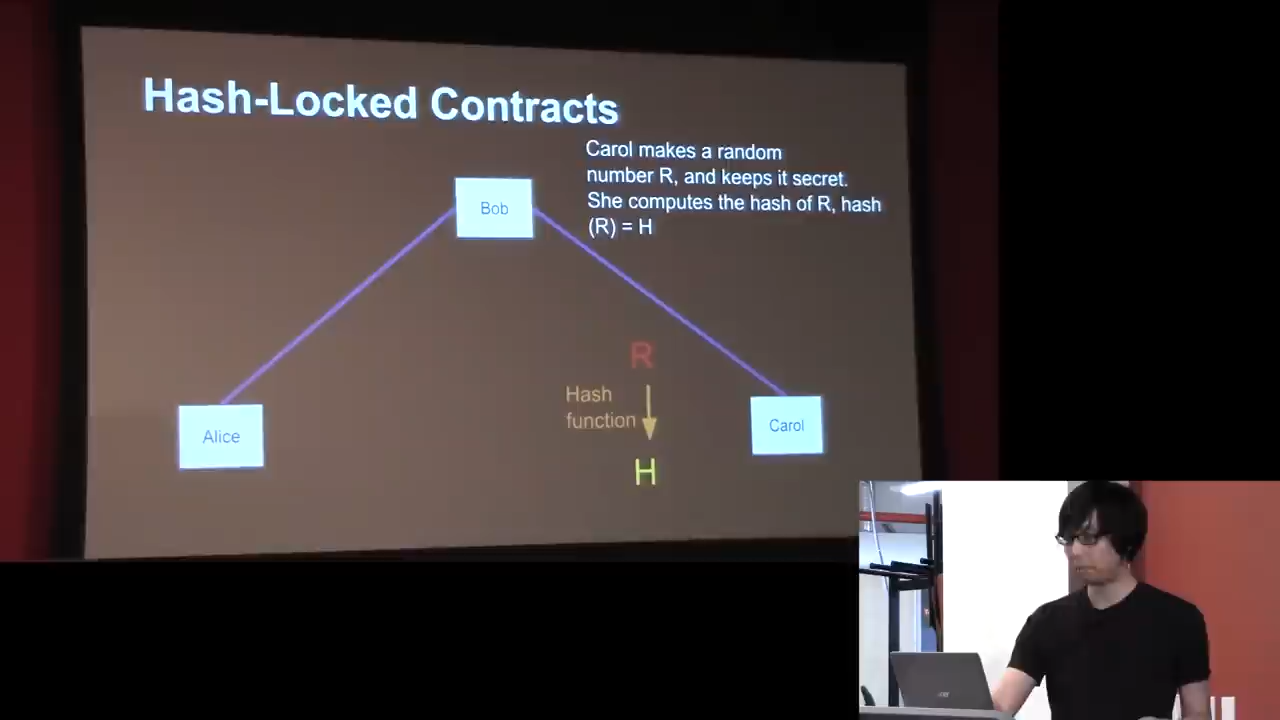 Hash-Locked Contracts
Carol makes a random
number R, and keeps it secret.
She computes the hash of R, hash
(R) = H
Bob
R
Hash
function
H
Alice
Carol
acer